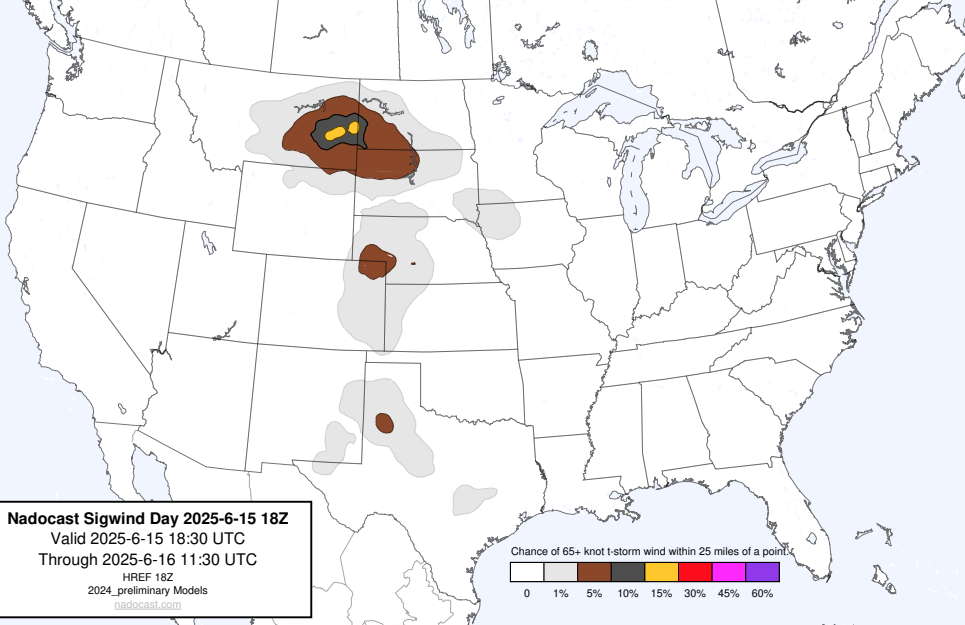 Nadocast Sigwind Day 2025-6-15 18Z
Valid 2025-6-15 18:30 UTC
Through 2025-6-16 11:30 UTC
HREF 18Z
2024_preliminary Models
nadocast.com
Chance of 65+ knot t-storm wind within 25 miles of a point.
0 1% 5% 10% 15% 30% 45% 60%